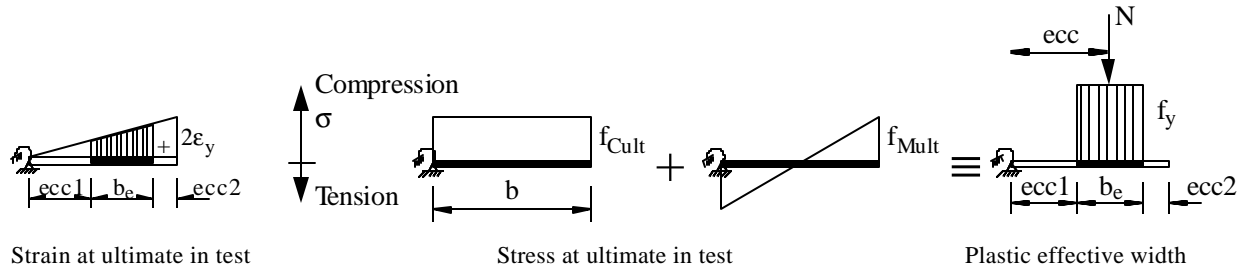 N
ecc
Compression
σ
2εy
+
fCult
+
fMult
≡
fy
ecc1 be ecc2
Tension
b
ecc1 be ecc2
Strain at ultimate in test
Stress at ultimate in test
Plastic effective width